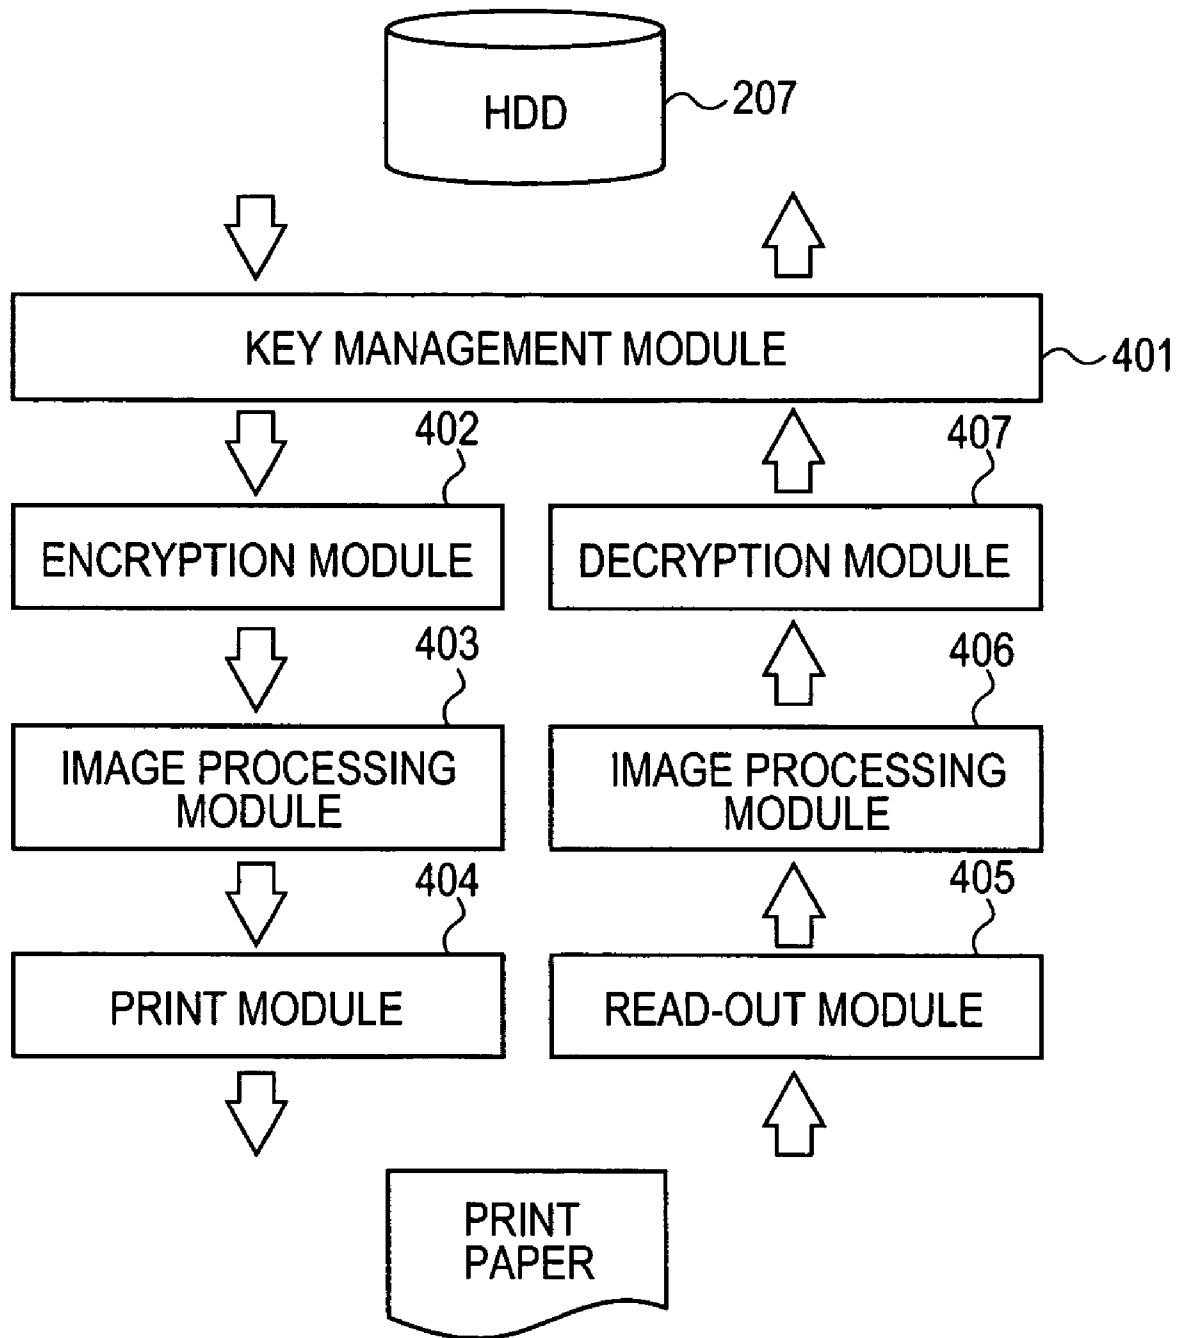 HDD
207
KEY MANAGEMENT MODULE
401
402
407
ENCRYPTION MODULE
DECRYPTION MODULE
403
406
IMAGE PROCESSING
MODULE
IMAGE PROCESSING
MODULE
404
405
PRINT MODULE
READ-OUT MODULE
PRINT
PAPER